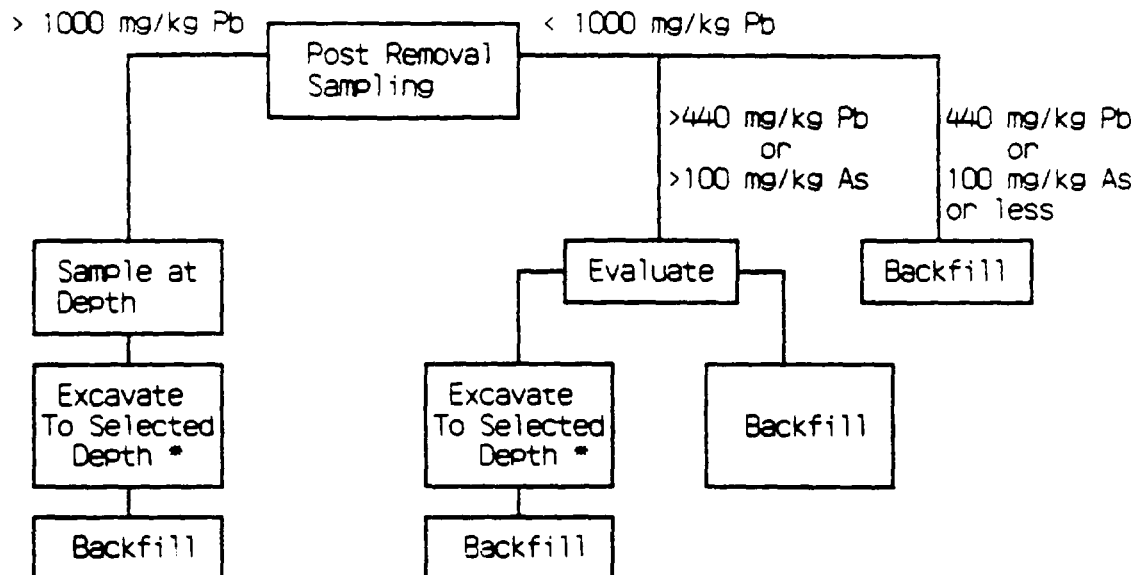 > 1000 mg/kg Pb
Post Removal
Sampling
< 1000 mg/kg Pb
>440 mg/kg Pb
or
>100 mg/kg As
440 mg/kg Pb
or
100 mg/kg As
or less
Sample at
Depth
Evaluate
Backfill
Excavate
To Selected
Depth *
Excavate
To Selected
Depth *
Backfill
Backfill
Backfill